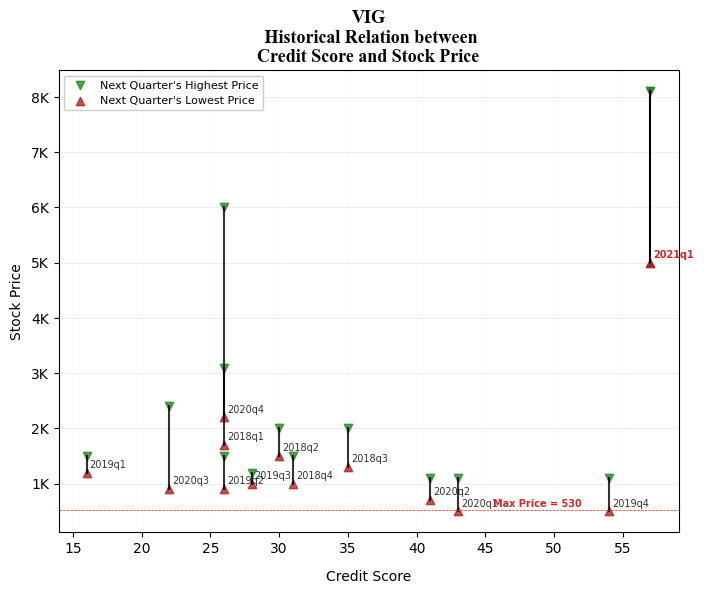 VIG
Historical Relation between
Credit Score and Stock Price
Next Quarter's Highest Price
Next Quarter's Lowest Price
8K
7K
6K
5K
4K
3K
2K
1K
Stock Price
2021q1
2020q4
2018q1
2018q2
2018q3
2019q1
2020q3
2019q2
2019q3
2018q4
2020q2
2020q1
Max Price = 530
2019q4
15
20
25
30
35
40
45
50
55
Credit Score